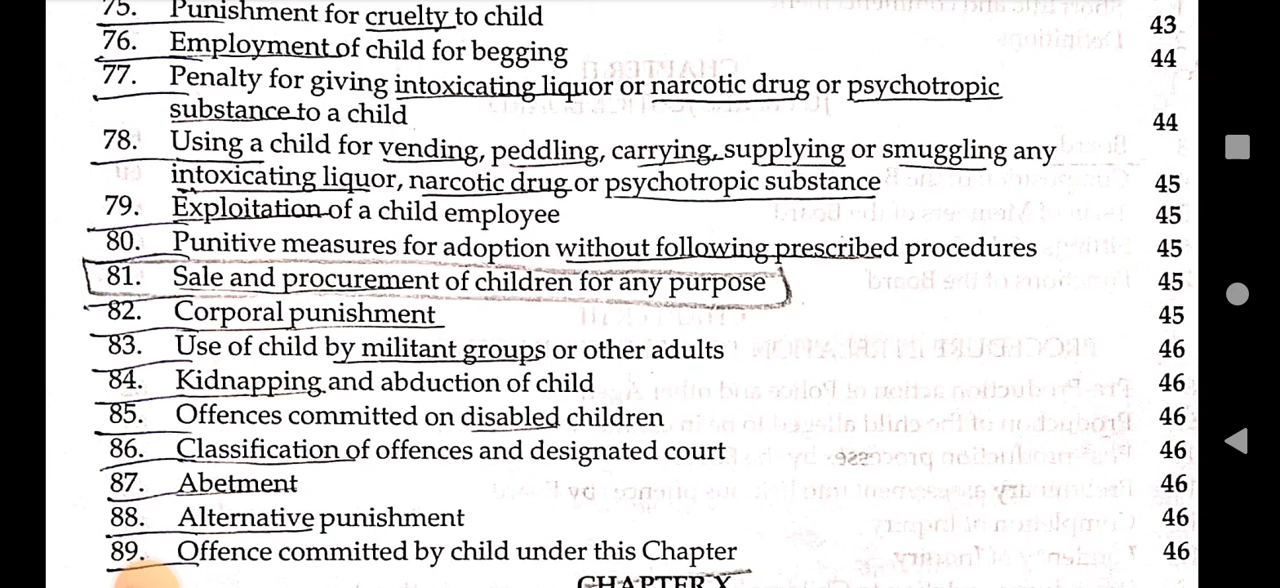 75. Punishment for cruelty to child 43
76. Employment of child for begging 44
77. Penalty for giving intoxicating liquor or narcotic drug or psychotropic
substance to a child 44
78. Using a child for vending, peddling, carrying, supplying or smuggling any
intoxicating liquor, narcotic drug or psychotropic substance 45
79. Exploitation of a child employee 45
80. Punitive measures for adoption without following prescribed procedures 45
81. Sale and procurement of children for any purpose 45
82. Corporal punishment 45
83. Use of child by militant groups or other adults 46
84. Kidnapping and abduction of child 46
85. Offences committed on disabled children 46
86. Classification of offences and designated court 46
87. Abetment 46
88. Alternative punishment 46
89. Offence committed by child under this Chapter 46
CHAPTER X